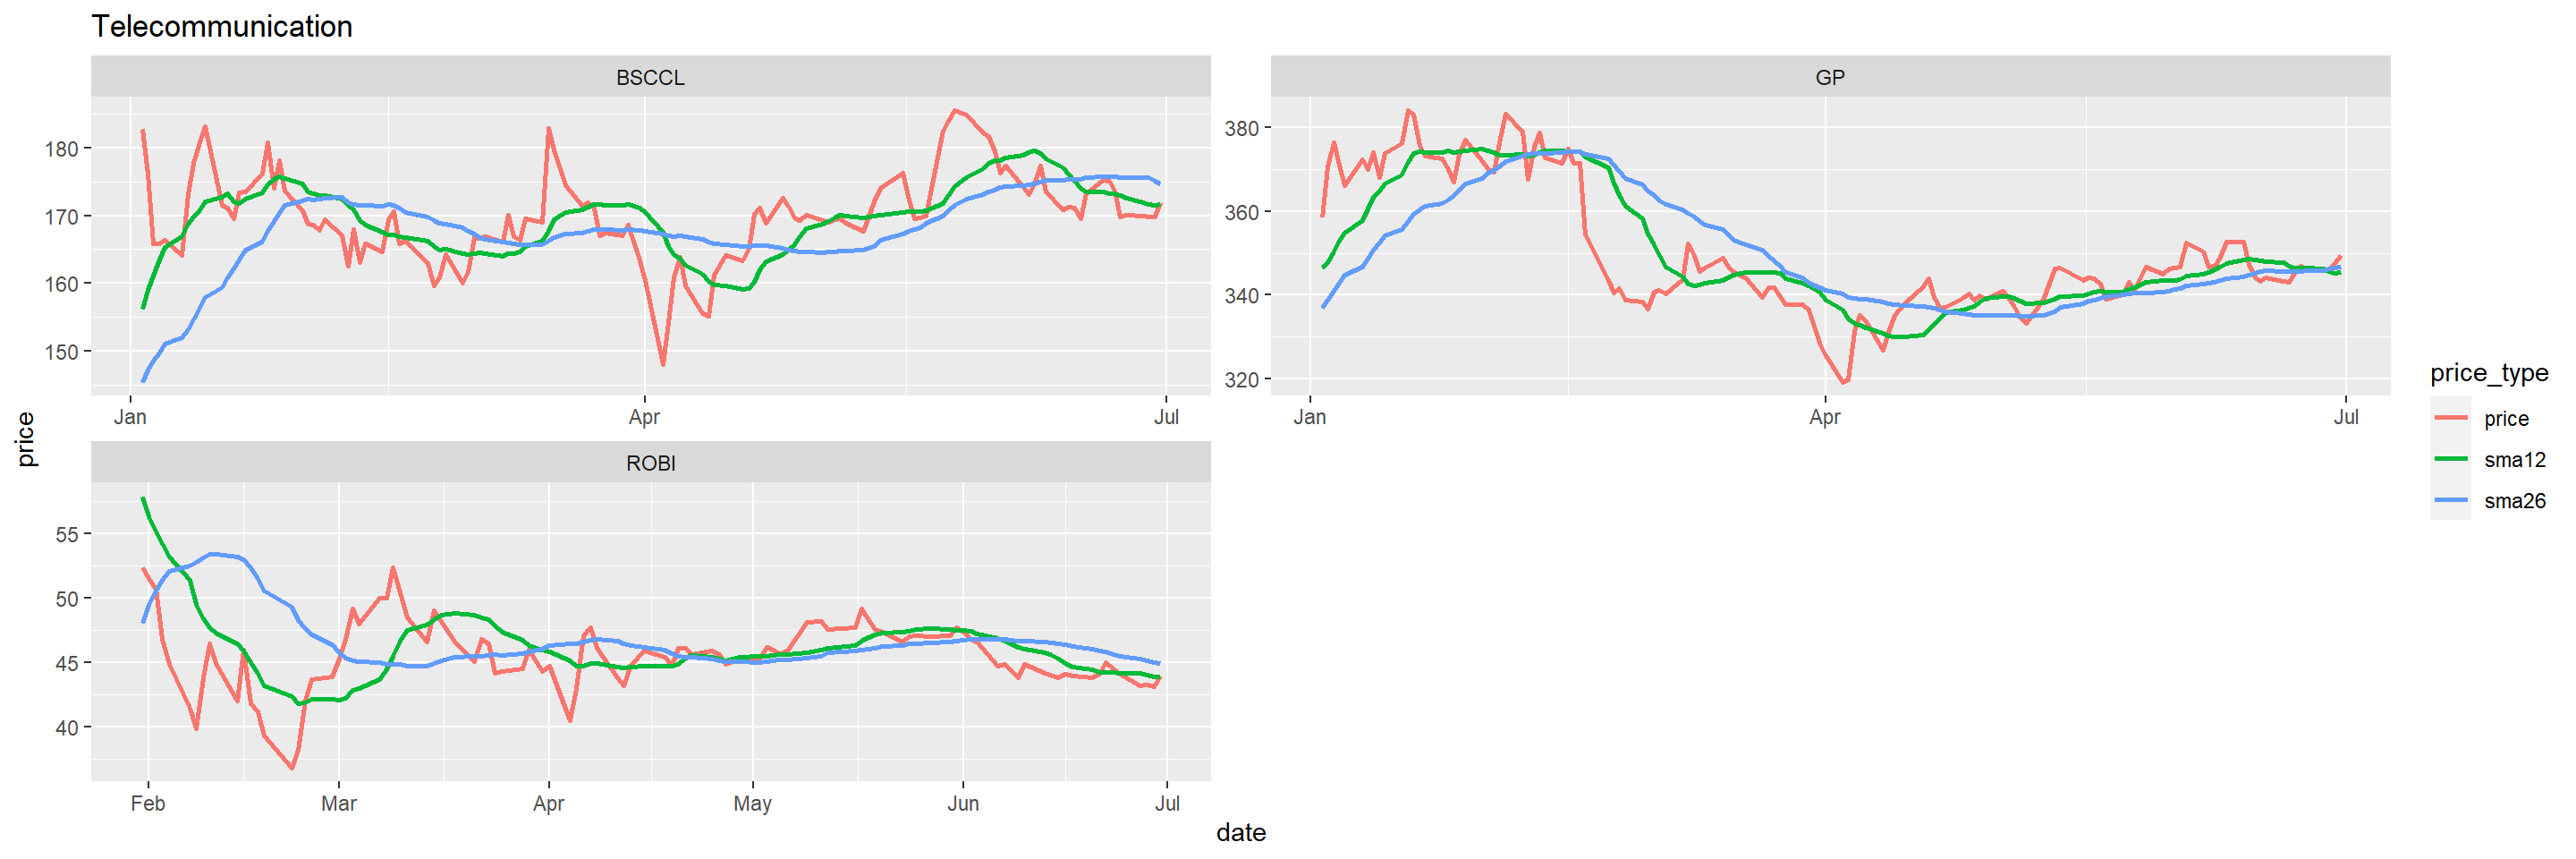 Telecommunication
BSCCL
180
170
160
150
Jan
Apr
Jul
GP
380
360
340
320
Jan
Apr
Jul
price
ROBI
55
50
45
40
Feb
Mar
Apr
May
Jun
Jul
date
price_type
price
sma12
sma26